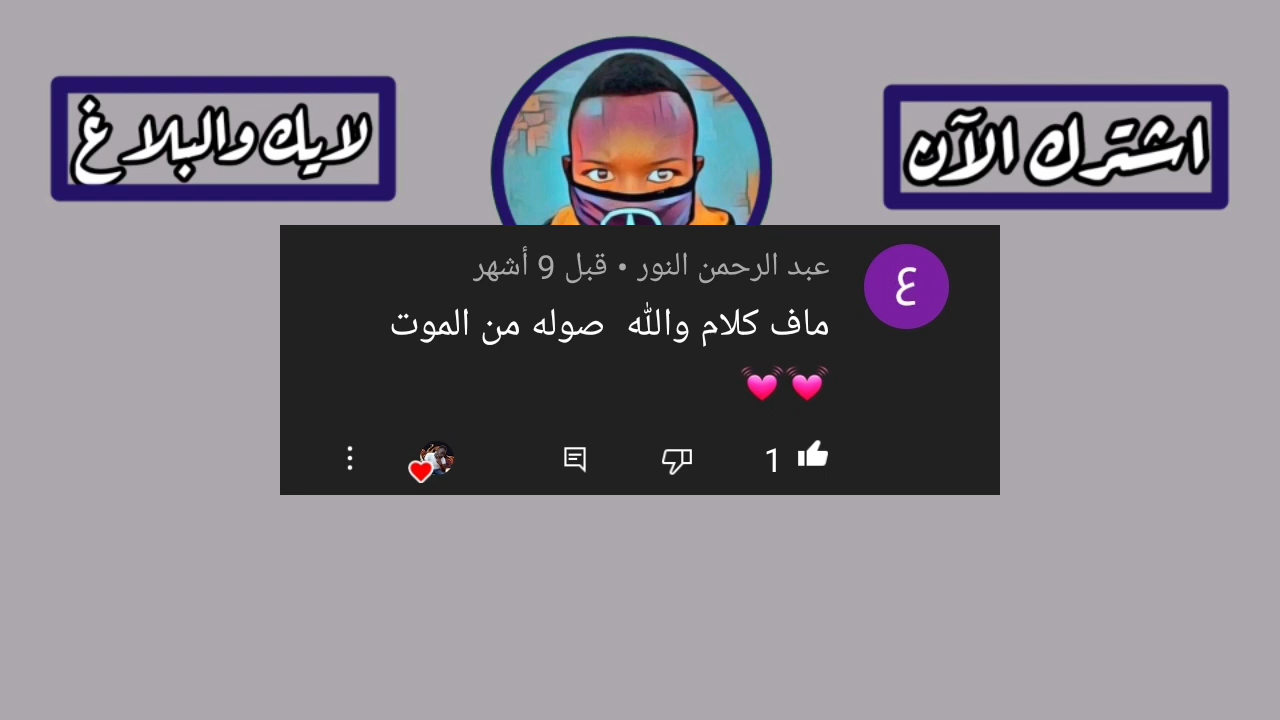 اشترك الآن
لايك والبلاغ
عبد الرحمن النور • قبل 9 أشهر
ع
ماف كلام والله صوله من الموت
💓💓
1